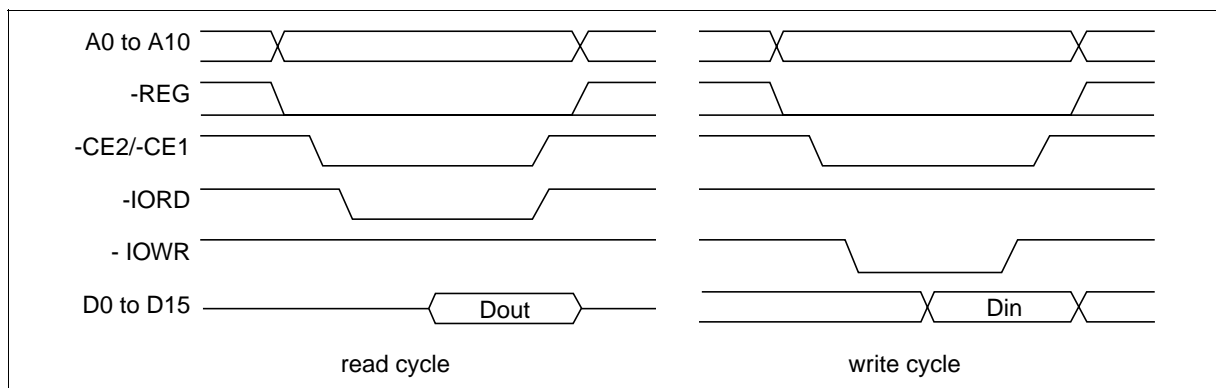 A0 to A10
-REG
-CE2/-CE1
-IORD
- IOWR
D0 to D15
Dout
Din
read cycle
write cycle